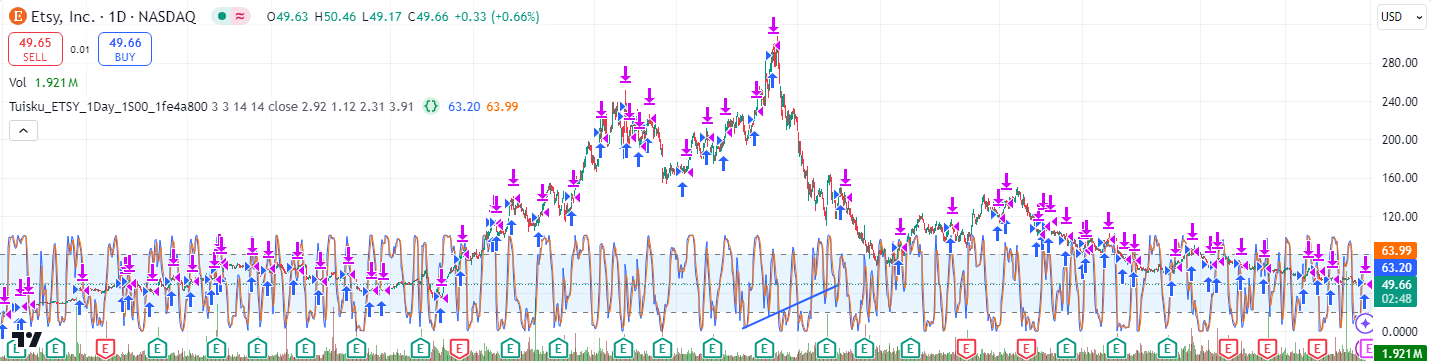 E Etsy, Inc. · 1D · NASDAQ O49.63 H50.46 L49.17 C49.66 +0.33 (+0.66%)
USD
49.65 SELL
0.01
49.66 BUY
Vol 1.921M
Tuisku_ETSY_1Day_1S00_1fe4a800 3 3 14 14 close 2.92 1.12 2.31 3.91 {} 63.20 63.99
280.00
240.00
200.00
160.00
120.00
63.99
63.20
49.66
02:48
0.0000
1.921M
E E E E E E E E E E E E E E E E E E E E E E E E E E